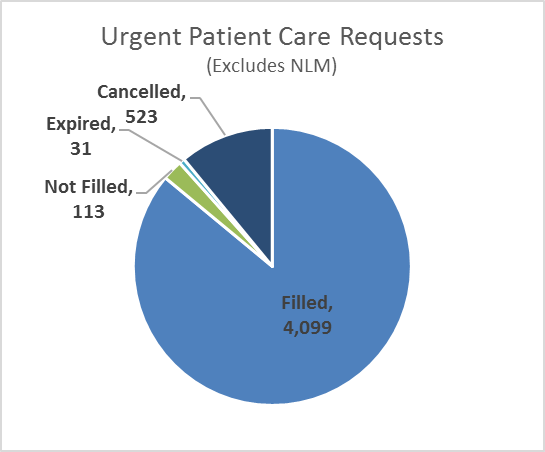 Urgent Patient Care Requests
(Excludes NLM)
Cancelled,
523
Expired,
31
Not Filled,
113
Filled,
4,099